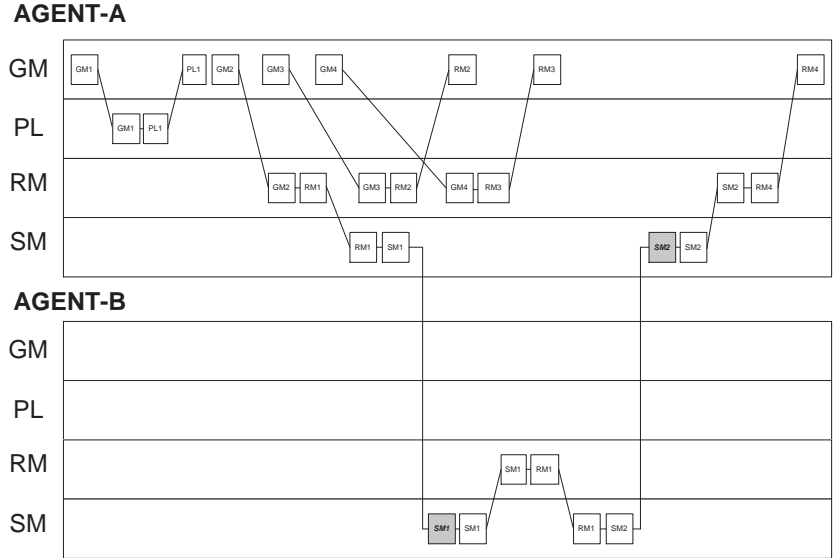 AGENT-A
GM GM1 PL1 GM2 GM3 GM4 RM2 RM3 RM4
PL GM1 PL1
RM GM2 RM1 GM3 RM2 GM4 RM3 SM2 RM4
SM RM1 SM1 SM2 SM2
AGENT-B
GM
PL
RM SM1 RM1
SM SM1 SM1 RM1 SM2